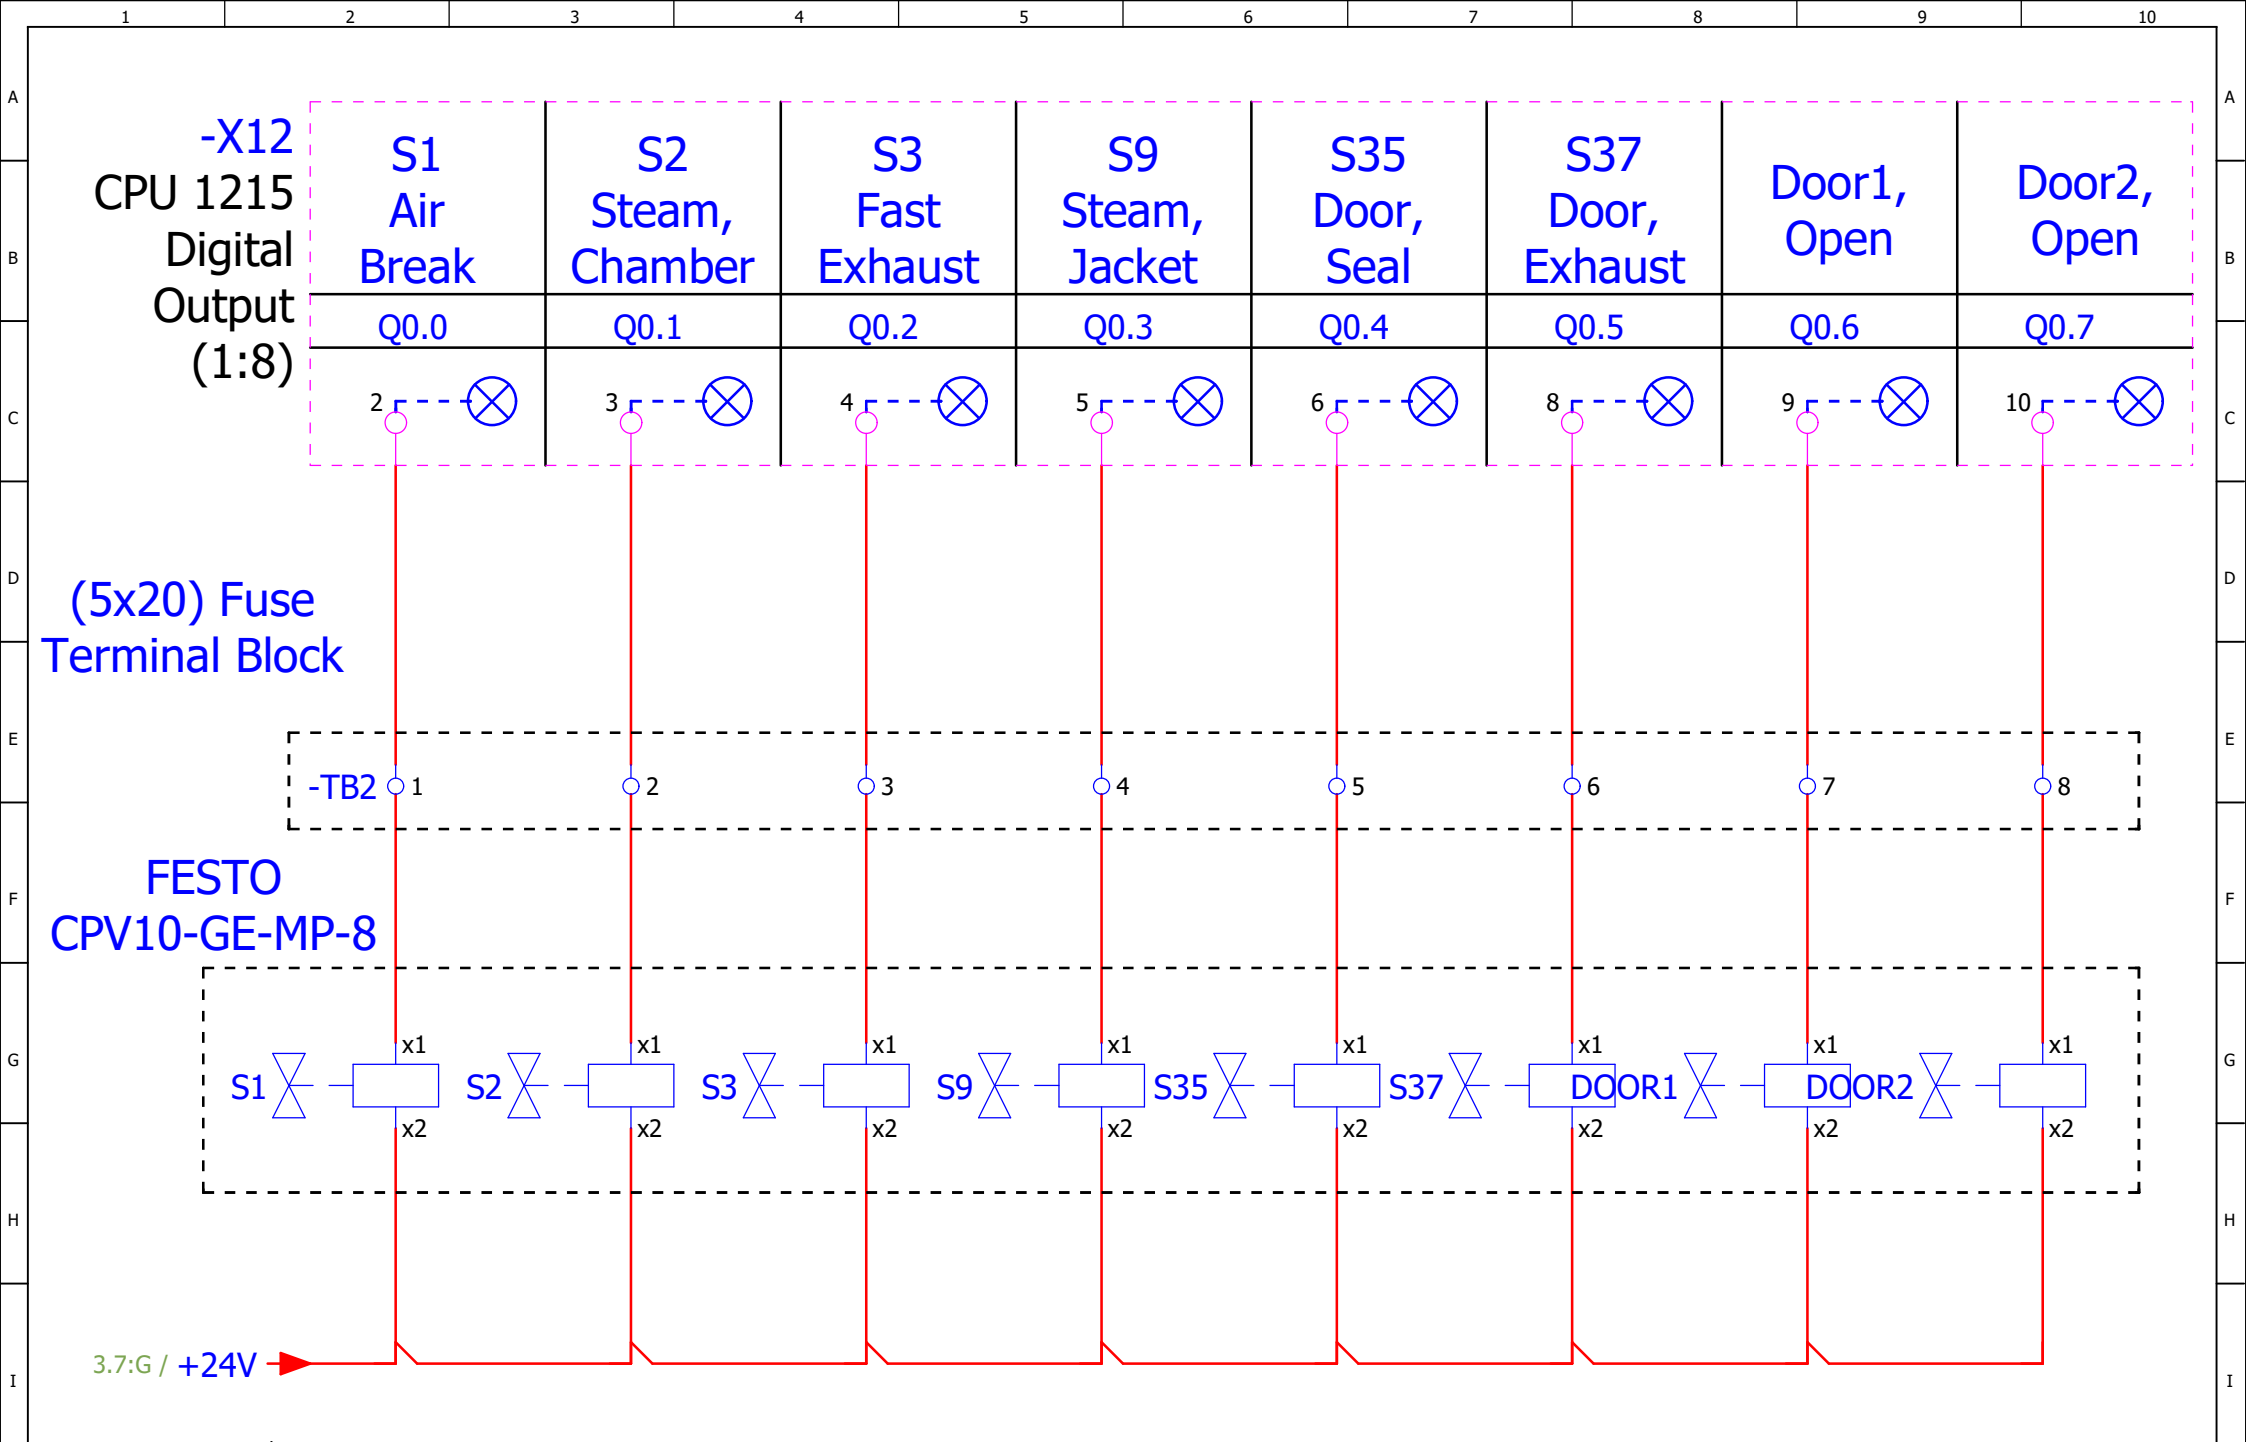 1 2 3 4 5 6 7 8 9 10
A A
-X12
CPU 1215
Digital
Output
(1:8)
S1
Air
Break
S2
Steam,
Chamber
S3
Fast
Exhaust
S9
Steam,
Jacket
S35
Door,
Seal
S37
Door,
Exhaust
Door1,
Open
Door2,
Open
B B
Q0.0 Q0.1 Q0.2 Q0.3 Q0.4 Q0.5 Q0.6 Q0.7
2 3 4 5 6 8 9 10
C C
D D
(5x20) Fuse
Terminal Block
E E
-TB2 1 2 3 4 5 6 7 8
FESTO
CPV10-GE-MP-8
F F
x1 x1 x1 x1 x1 x1 x1 x1
G G
S1 S2 S3 S9 S35 S37 DOOR1 DOOR2
x2 x2 x2 x2 x2 x2 x2 x2
H H
3.7:G / +24V
I I